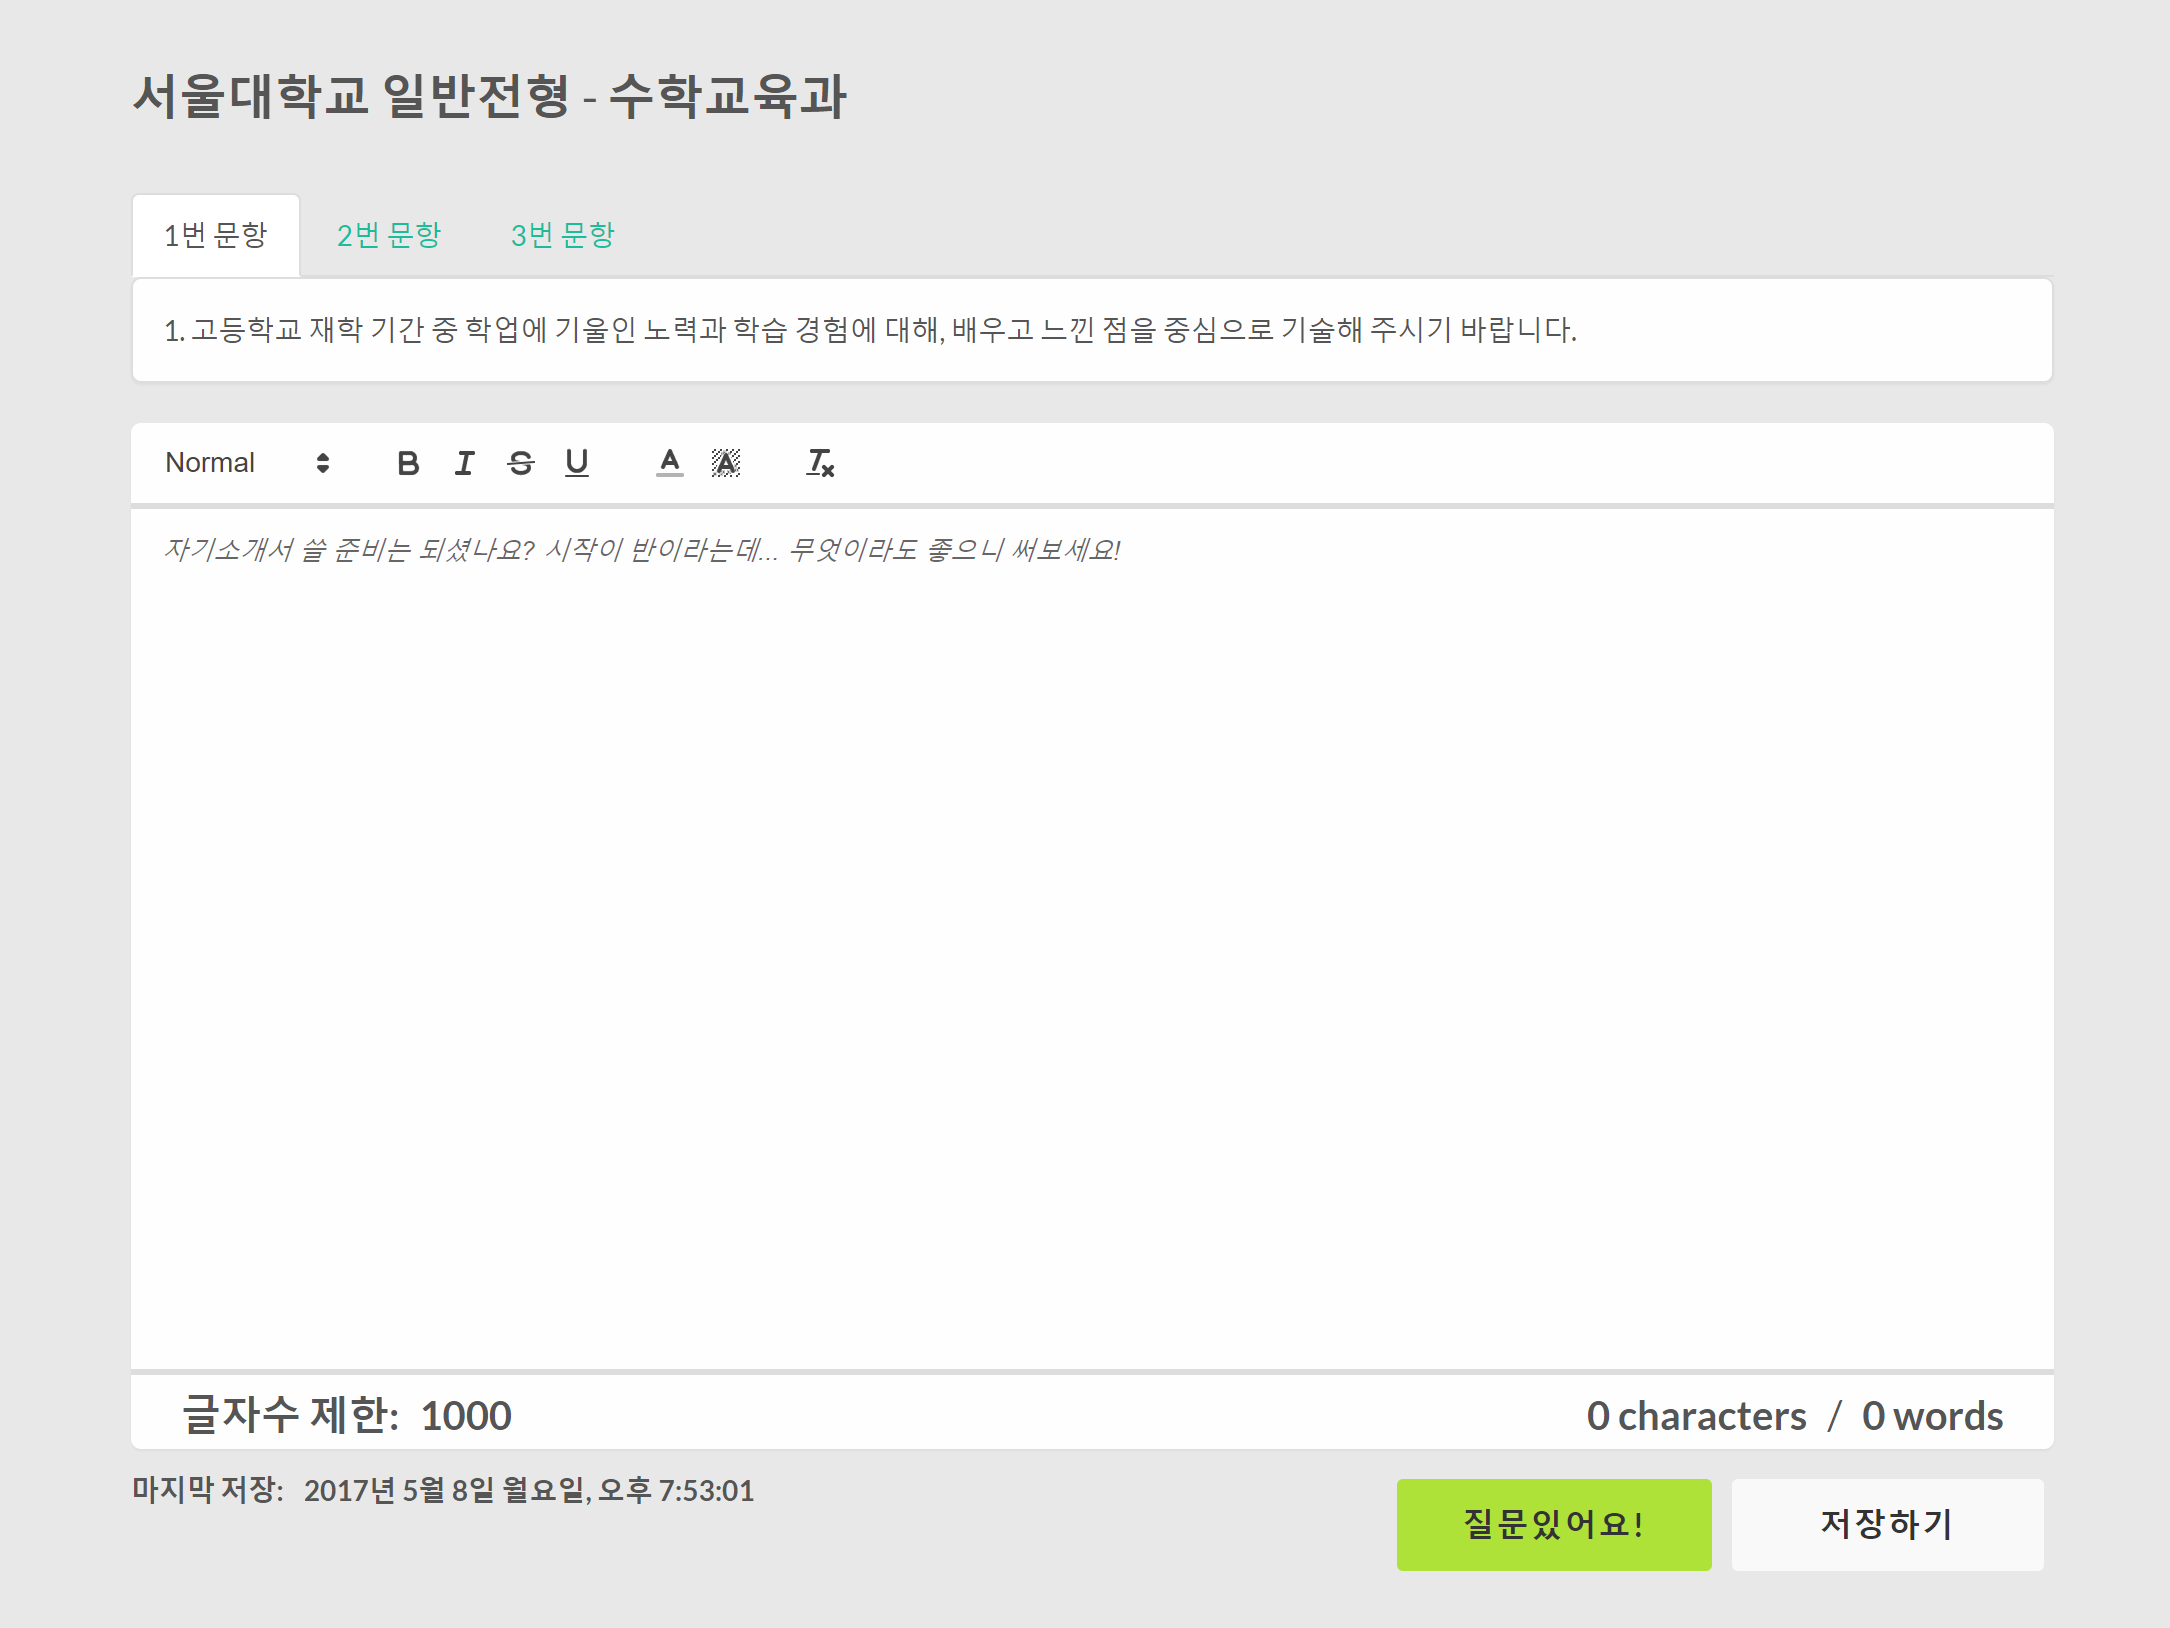 서울대학교 일반전형 - 수학교육과
1번 문항 2번 문항 3번 문항
1. 고등학교 재학 기간 중 학업에 기울인 노력과 학습 경험에 대해, 배우고 느낀 점을 중심으로 기술해 주시기 바랍니다.
Normal
자기소개서 쓸 준비는 되셨나요? 시작이 반이라는데... 무엇이라도 좋으니 써보세요!
글자수 제한: 1000 0 characters / 0 words
마지막 저장: 2017년 5월 8일 월요일, 오후 7:53:01
질문있어요! 저장하기